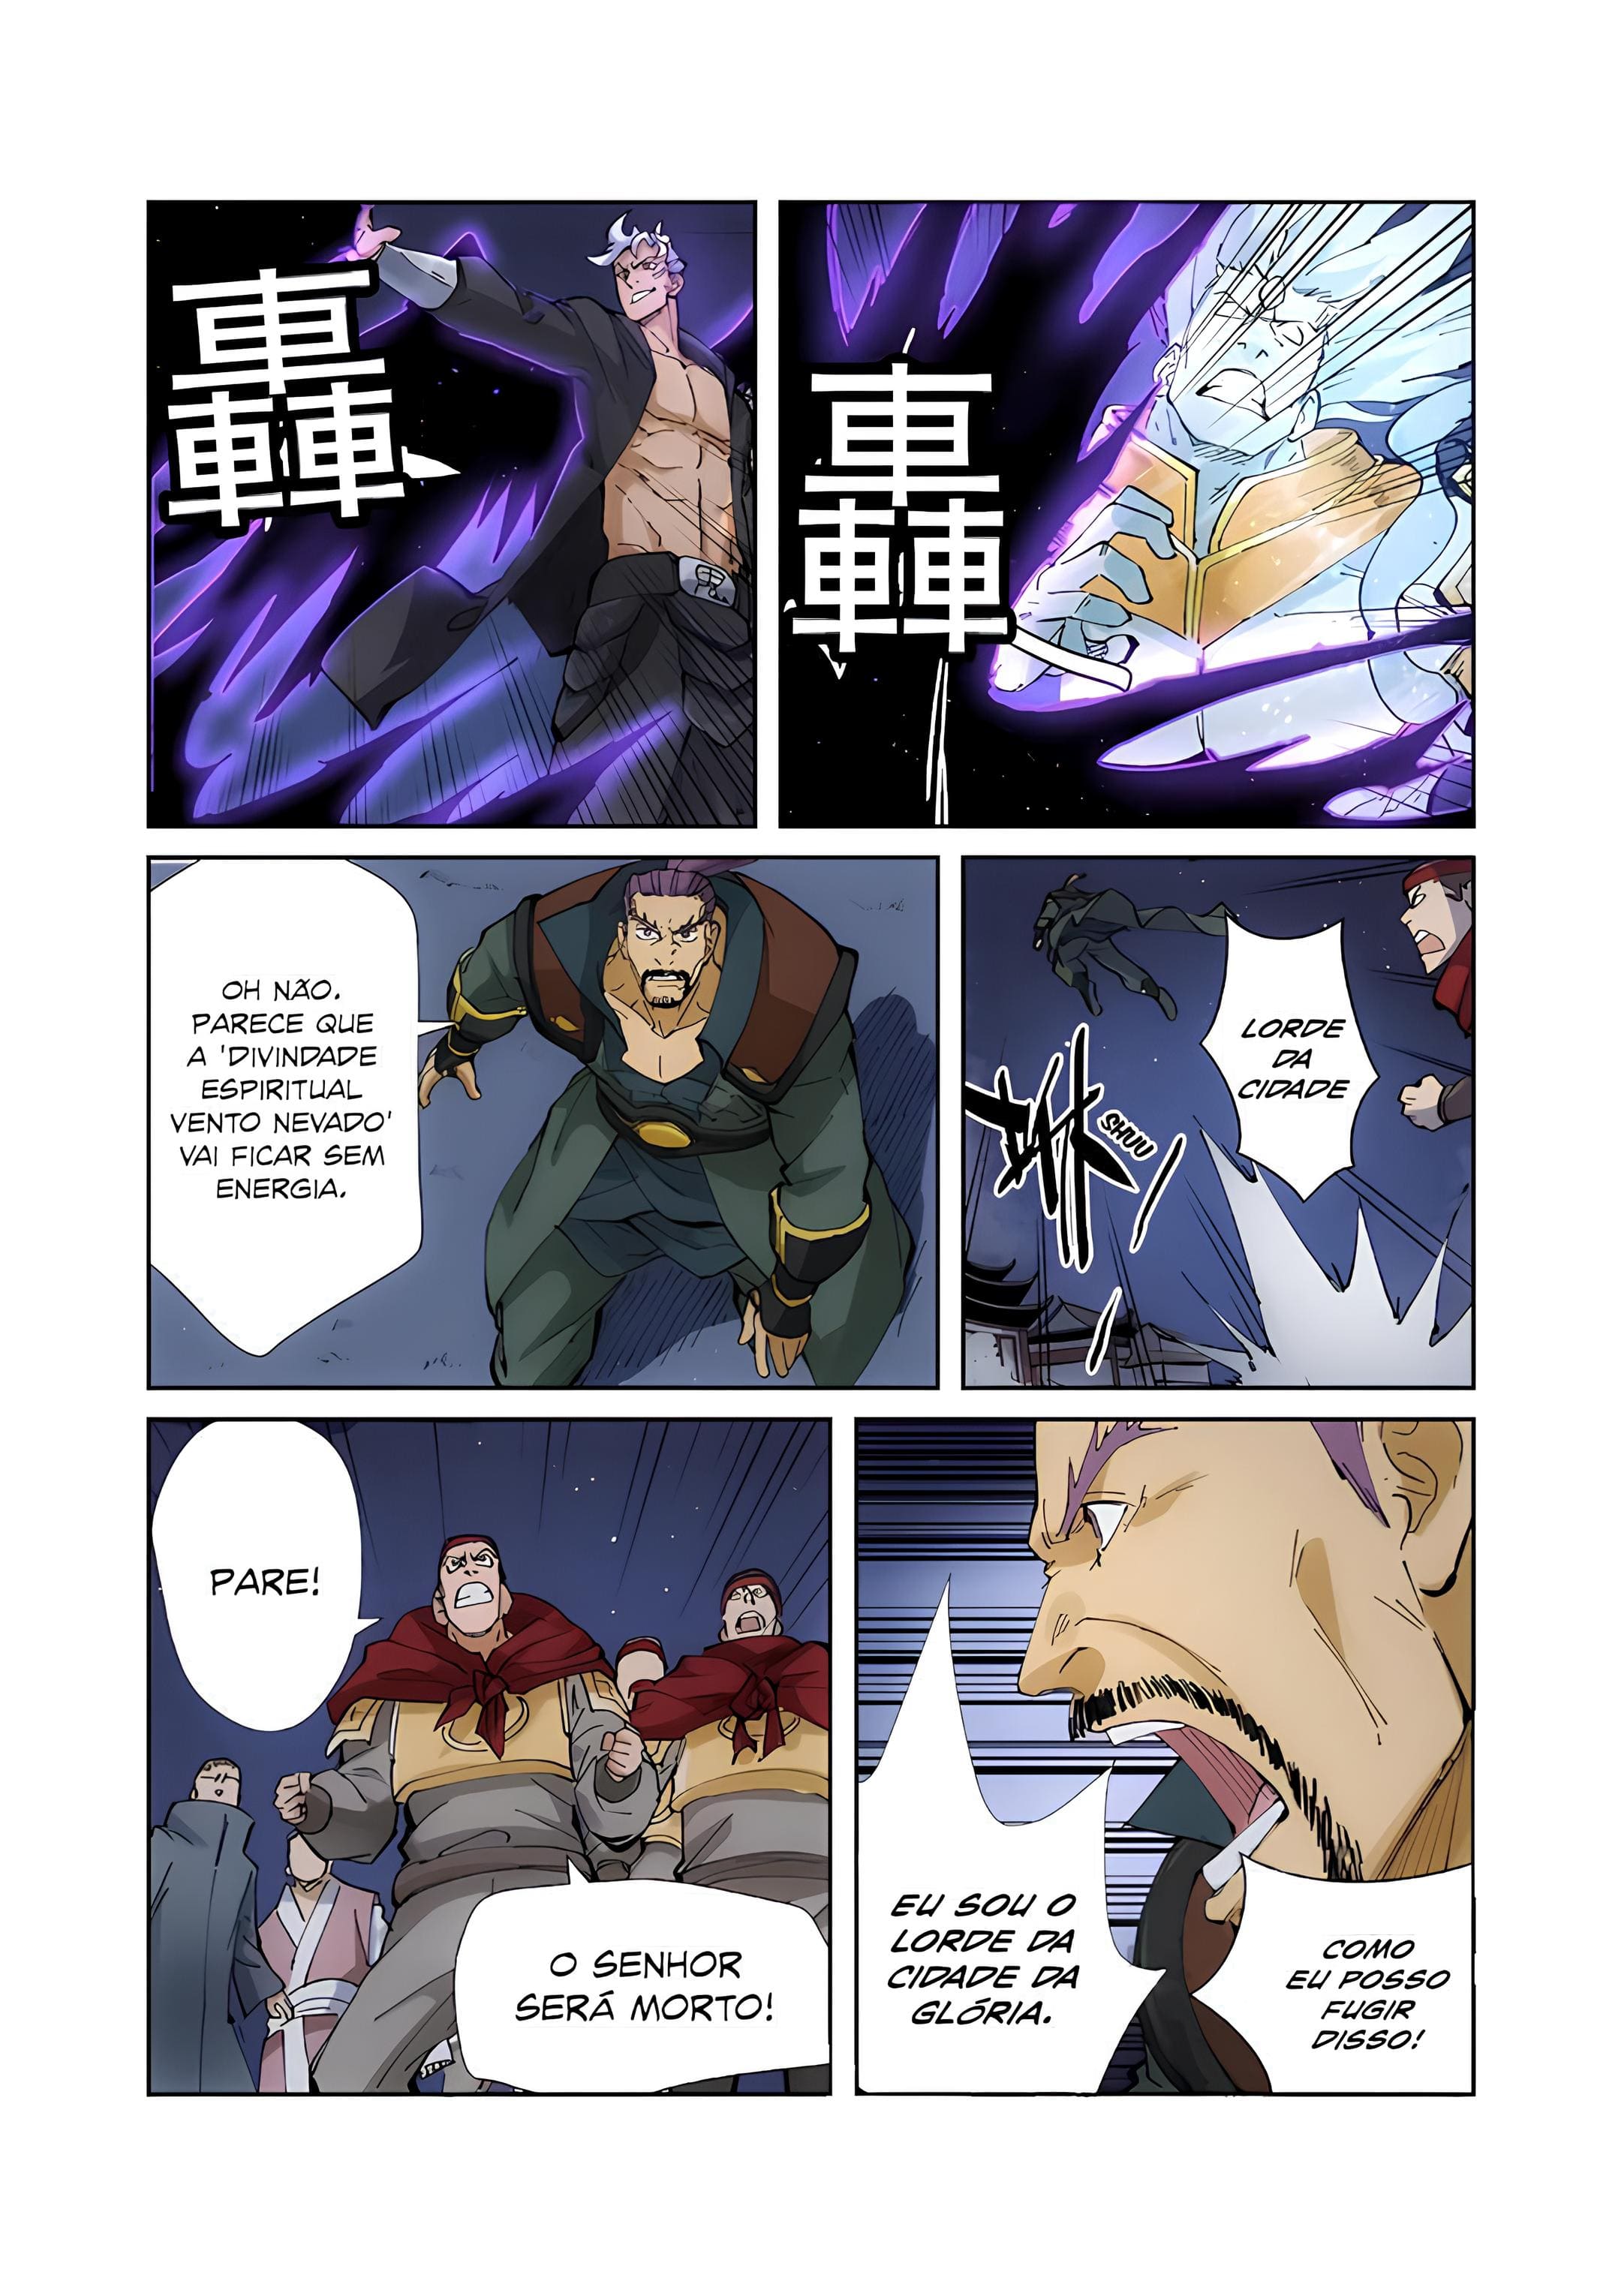 轟
轟
OH NÃO.
PARECE QUE
A 'DIVINDADE
ESPIRITUAL
VENTO NEVADO'
VAI FICAR SEM
ENERGIA.
LORDE
DA
CIDADE
SHUU
PARE!
O SENHOR
SERÁ MORTO!
EU SOU O
LORDE DA
CIDADE DA
GLÓRIA.
COMO
EU POSSO
FUGIR
DISSO!